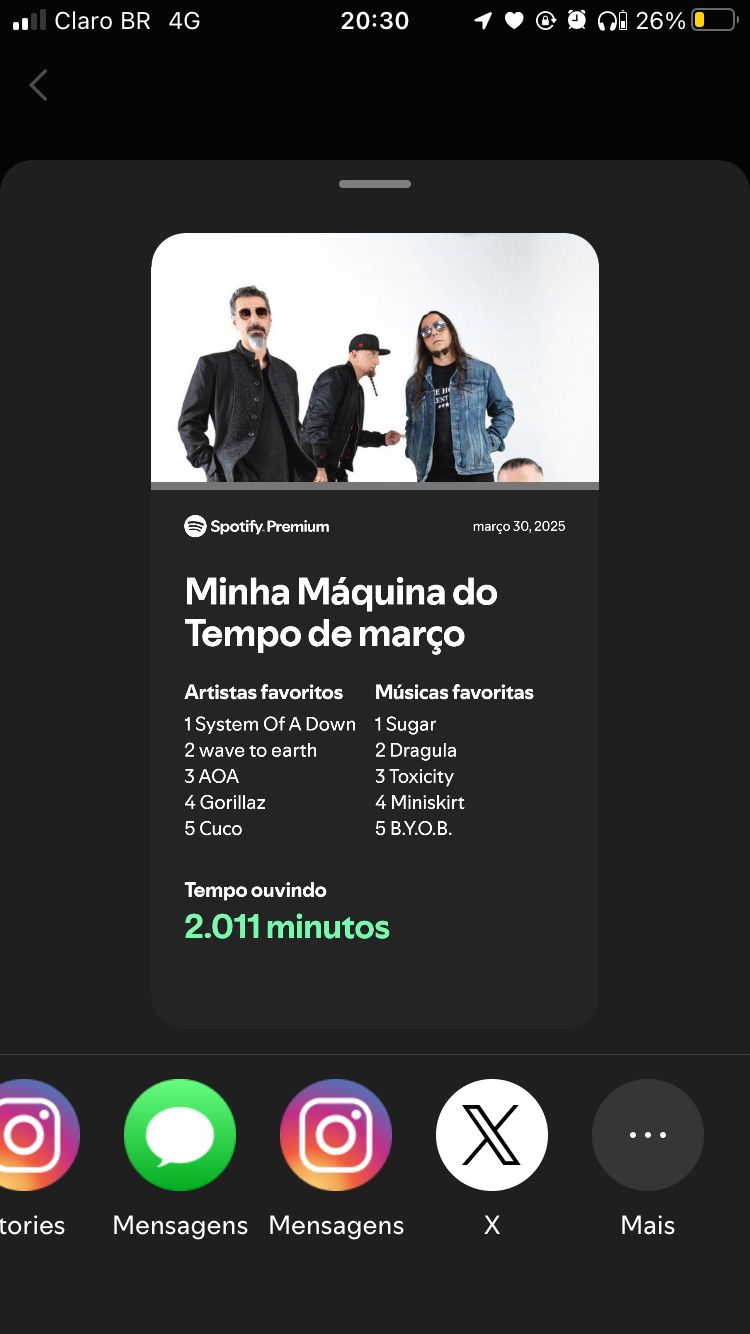 Claro BR 4G 20:30 26%
E H
ENT
Spotify Premium março 30, 2025
Minha Máquina do
Tempo de março
Artistas favoritos Músicas favoritas
1 System Of A Down 1 Sugar
2 wave to earth 2 Dragula
3 AOA 3 Toxicity
4 Gorillaz 4 Miniskirt
5 Cuco 5 B.Y.O.B.
Tempo ouvindo
2.011 minutos
tories Mensagens Mensagens X Mais